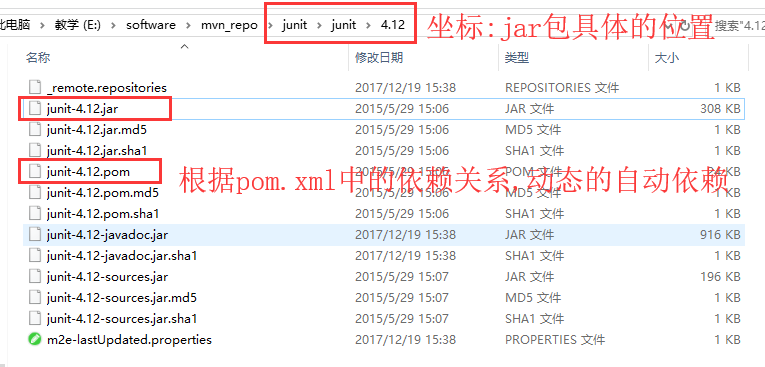 比电脑 › 教学 (E:) › software › mvn_repo › junit › junit › 4.12 坐标:jar包具体的位置 搜索"4.12
名称 修改日期 类型 大小
_remote.repositories 2017/12/19 15:38 REPOSITORIES 文件 1 KB
junit-4.12.jar 2015/5/29 15:06 JAR 文件 308 KB
junit-4.12.jar.md5 2015/5/29 15:06 MD5 文件 1 KB
junit-4.12.jar.sha1 2015/5/29 15:06 SHA1 文件 1 KB
junit-4.12.pom 根据pom.xml中的依赖关系,动态的自动依赖 POM 文件 KB
junit-4.12.pom.md5 2015/5/29 15:06 MD5 文件 1 KB
junit-4.12.pom.sha1 2015/5/29 15:06 SHA1 文件 1 KB
junit-4.12-javadoc.jar 2017/12/19 15:38 JAR 文件 916 KB
junit-4.12-javadoc.jar.sha1 2017/12/19 15:38 SHA1 文件 1 KB
junit-4.12-sources.jar 2015/5/29 15:07 JAR 文件 196 KB
junit-4.12-sources.jar.md5 2015/5/29 15:07 MD5 文件 1 KB
junit-4.12-sources.jar.sha1 2015/5/29 15:07 SHA1 文件 1 KB
m2e-lastUpdated.properties 2017/12/19 15:38 PROPERTIES 文件 1 KB